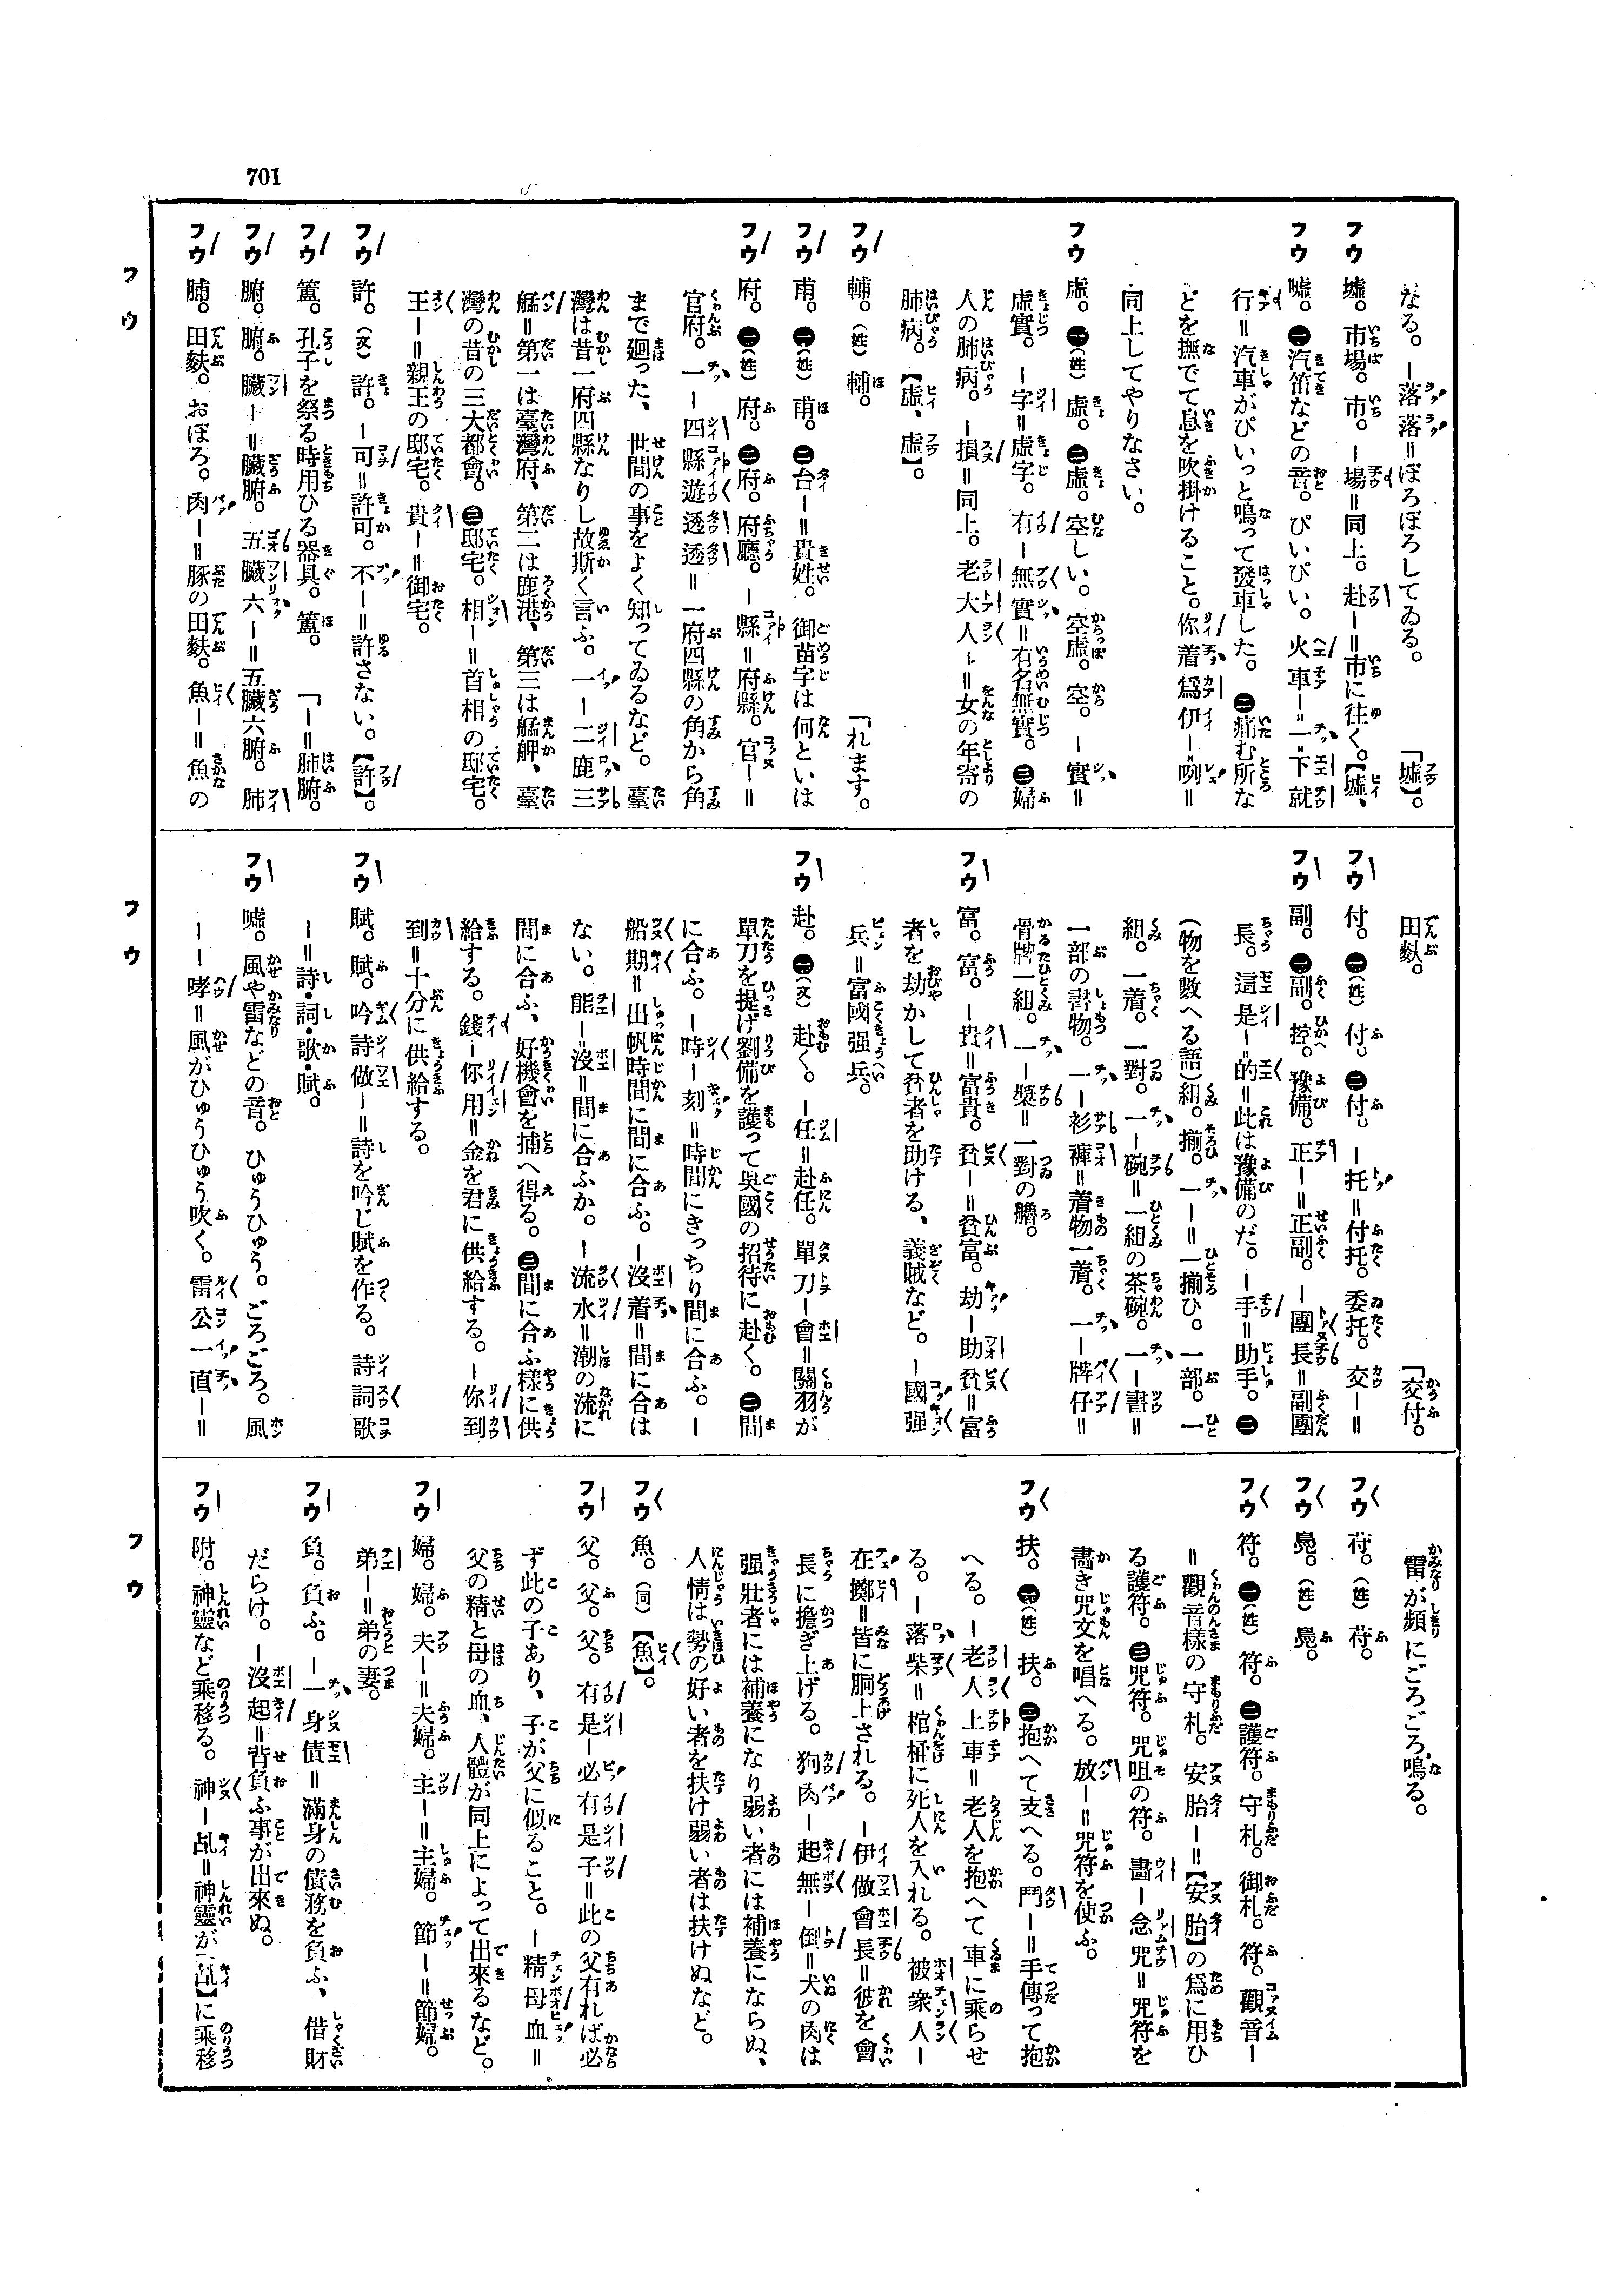 701
なる。ー落落＝ぼろぼろしてゐる。「墟】。
フウ 墟。市場。市。ー場＝同上。赴ー＝市に往く。【墟、
フウ 嘘。㊀汽笛などの音。ぴいぴい。火車ー＝一下就
行＝汽車がぴいっと鳴って發車した。㊁痛む所な
どを撫でて息を吹掛けること。你着爲伊ー咧＝
同上してやりなさい。
フウ 虛。㊀（姓）虛。㊁虛。空しい。空虛。空。ー實＝
虛實。ー字＝虛字。有ー無實＝有名無實。㊂婦
人の肺病。ー損＝同上。老大人ー＝女の年寄の
肺病。【虛、虛】。
フウ 輔。（姓）輔。「れます。
フウ 甫。㊀（姓）甫。㊁台ー＝貴姓。御苗字は何といは
フウ 府。㊀（姓）府。㊁府。府廳。ー縣＝府縣。官ー＝
官府。一ー四縣遊透透＝一府四縣の角から角
まで廻った、世間の事をよく知ってゐるなど。臺
灣は昔一府四縣なりし故斯く言ふ。一ー二鹿三
艋＝第一は臺灣府、第二は鹿港、第三は艋舺、臺
灣の昔の三大都會。㊂邸宅。相ー＝首相の邸宅。
王ー＝親王の邸宅。貴ー＝御宅。
フウ 許。（文）許。ー可＝許可。不ー＝許さない。【許】。
フウ 簠。孔子を祭る時用ひる器具。簠。「ー＝肺腑。
フウ 腑。腑。臟ー＝臟腑。五臟六ー＝五臟六腑。肺
フウ 脯。田麩。おぼろ。肉ー＝豚の田麩。魚ー＝魚の
フウ
田麩。「交付。
フウ 付。㊀（姓）付。㊁付。ー托＝付托。委托。交ー＝
フウ 副。㊀副。控。豫備。正ー＝正副。ー團長＝副團
長。這是ー的＝此は豫備のだ。ー手＝助手。㊁
（物を數へる語）組。揃。一ー＝一揃ひ。一部。一
組。一着。一對。一ー碗＝一組の茶碗。一ー書＝
一部の書物。一ー衫褲＝着物一着。一ー牌仔＝
骨牌一組。一ー槳＝一對の艪。
フウ 富。富。ー貴＝富貴。貧ー＝貧富。劫ー助貧＝富
者を劫かして貧者を助ける、義賊など。ー國强
兵＝富國强兵。
フウ 赴。㊀（文）赴く。ー任＝赴任。單刀ー會＝關羽が
單刀を提げ劉備を護って吳國の招待に赴く。㊁間
に合ふ。ー時ー刻＝時間にきっちり間に合ふ。ー
船期＝出帆時間に間に合ふ。ー沒着＝間に合は
ない。能ー沒＝間に合ふか。ー流水＝潮の流に
間に合ふ、好機會を捕へ得る。㊂間に合ふ樣に供
給する。錢ー你用＝金を君に供給する。ー你到
到＝十分に供給する。
フウ 賦。賦。吟詩做ー＝詩を吟じ賦を作る。詩詞歌
ー＝詩・詞・歌・賦。
フウ 嘘。風や雷などの音。ひゅうひゅう。ごろごろ。風
ーー哮＝風がひゅうひゅう吹く。雷公一直ー＝
フウ
雷が頻にごろごろ鳴る。
フウ 苻。（姓）苻。
フウ 鳧。（姓）鳧。
フウ 符。㊀（姓）符。㊁護符。守札。御札。符。觀音ー
＝觀音樣の守札。安胎ー＝【安胎】の爲に用ひ
る護符。㊂咒符。咒咀の符。畵ー念咒＝咒符を
畵き咒文を唱へる。放ー＝咒符を使ふ。
フウ 扶。㊀（姓）扶。㊁抱へて支へる。鬥ー＝手傳って抱
へる。ー老人上車＝老人を抱へて車に乘らせ
る。ー落柴＝棺桶に死人を入れる。被衆人ー
在擲＝皆に胴上される。ー伊做會長＝彼を會
長に擔ぎ上げる。狗肉ー起無ー倒＝犬の肉は
强壯者には補養になり弱い者には補養にならぬ、
人情は勢の好い者を扶け弱い者は扶けぬなど。
フウ 魚。（同）【魚】。
フウ 父。父。父。有是ー必有是子＝此の父有れば必
ず此の子あり、子が父に似ること。ー精母血＝
父の精と母の血、人體が同上によって出來るなど。
フウ 婦。婦。夫ー＝夫婦。主ー＝主婦。節ー＝節婦。
弟ー＝弟の妻。
フウ 負。負ふ。ー一身債＝滿身の債務を負ふ、借財
だらけ。ー沒起＝背負ふ事が出來ぬ。
フウ 附。神靈など乘移る。神ー乩＝神靈が【乩】に乘移
フウ